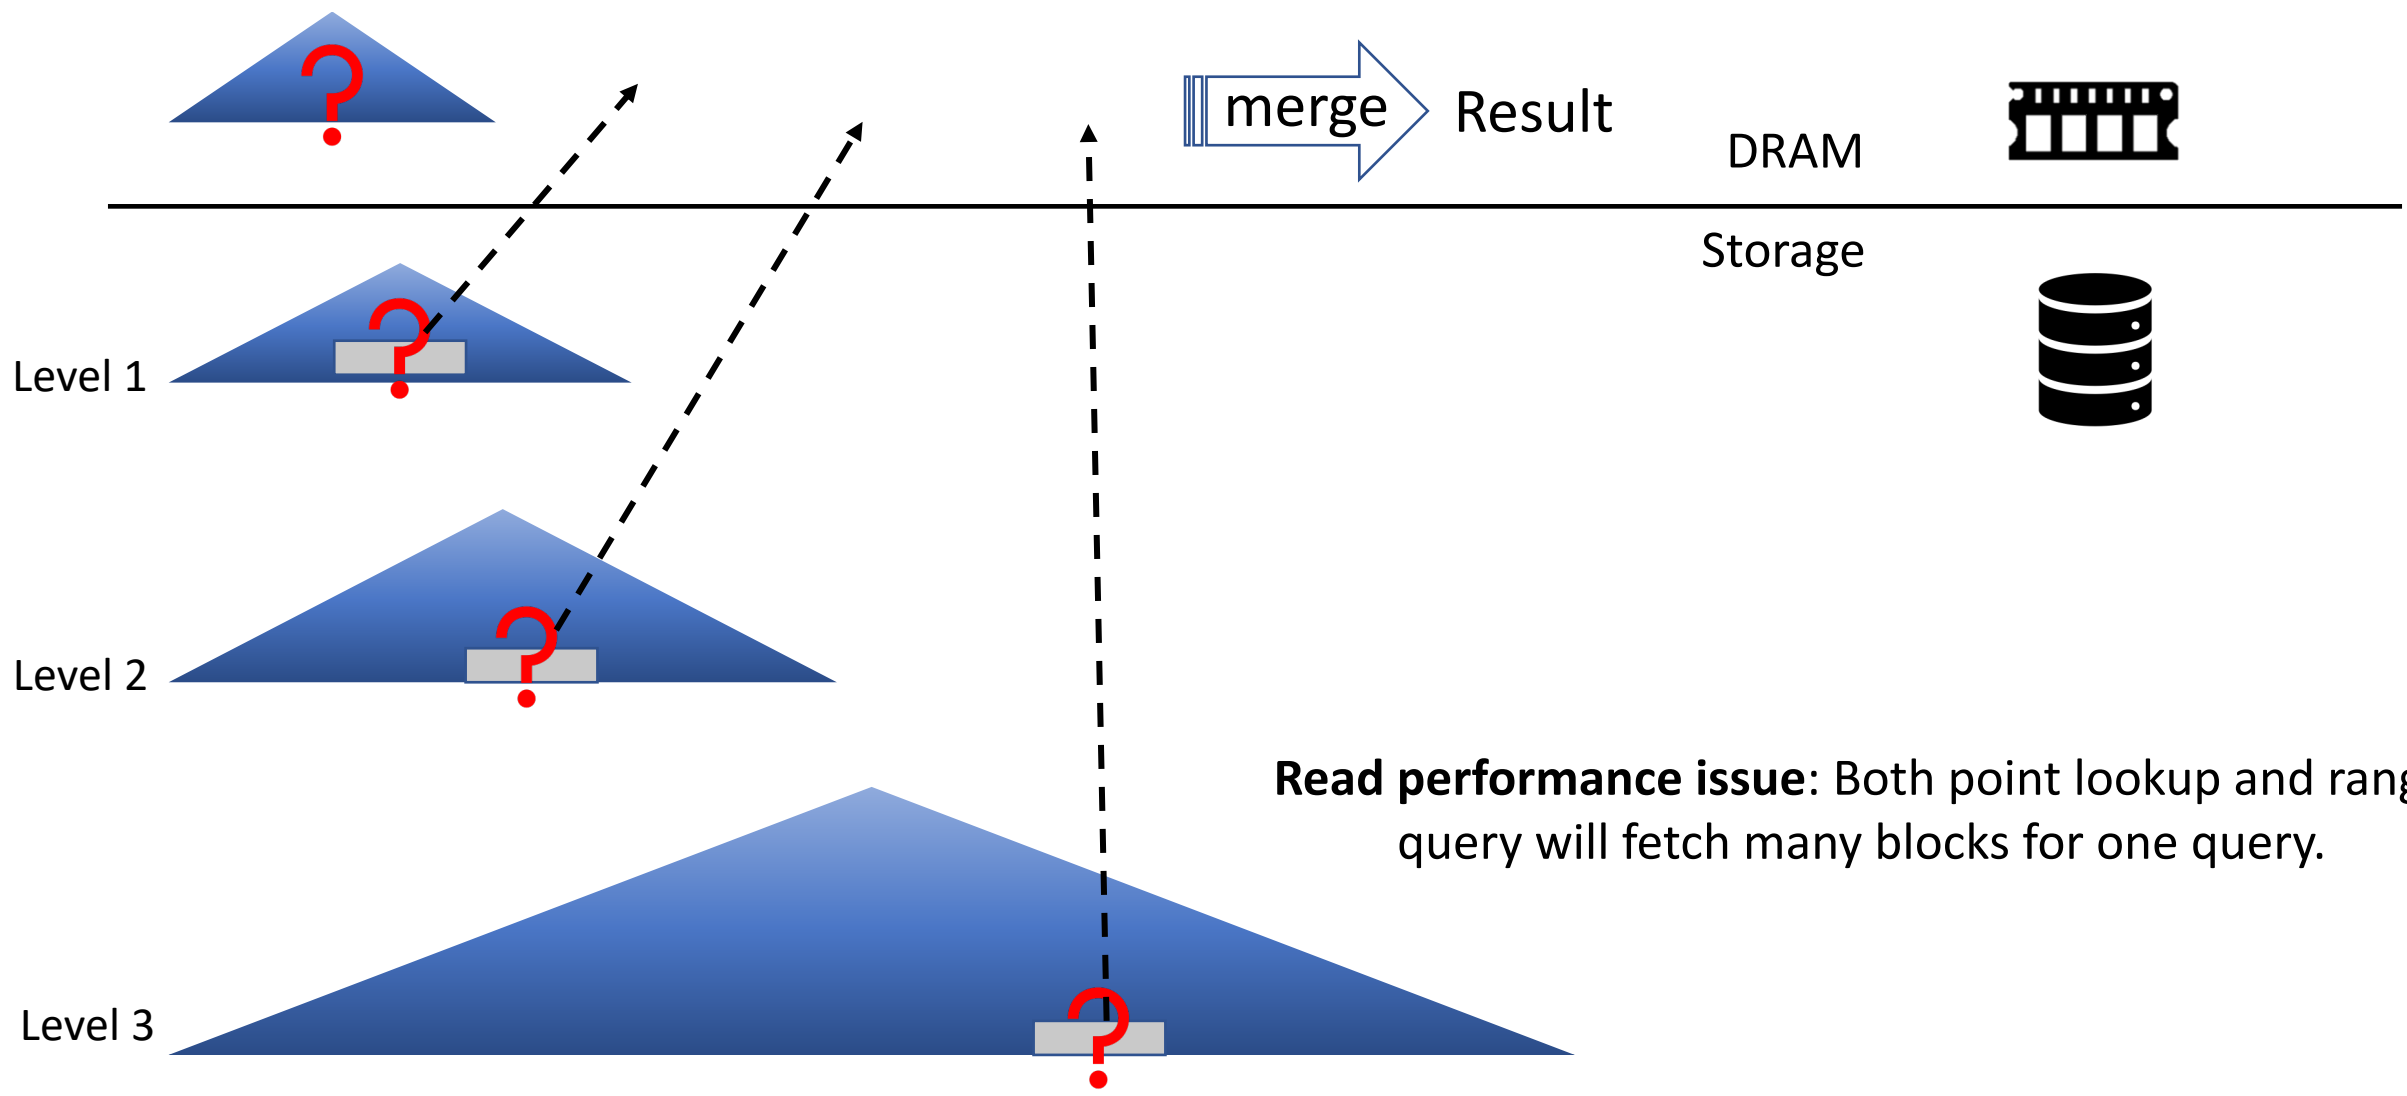 merge
Result
DRAM
Storage
Level 1
Level 2
Read performance issue: Both point lookup and rang
query will fetch many blocks for one query.
Level 3